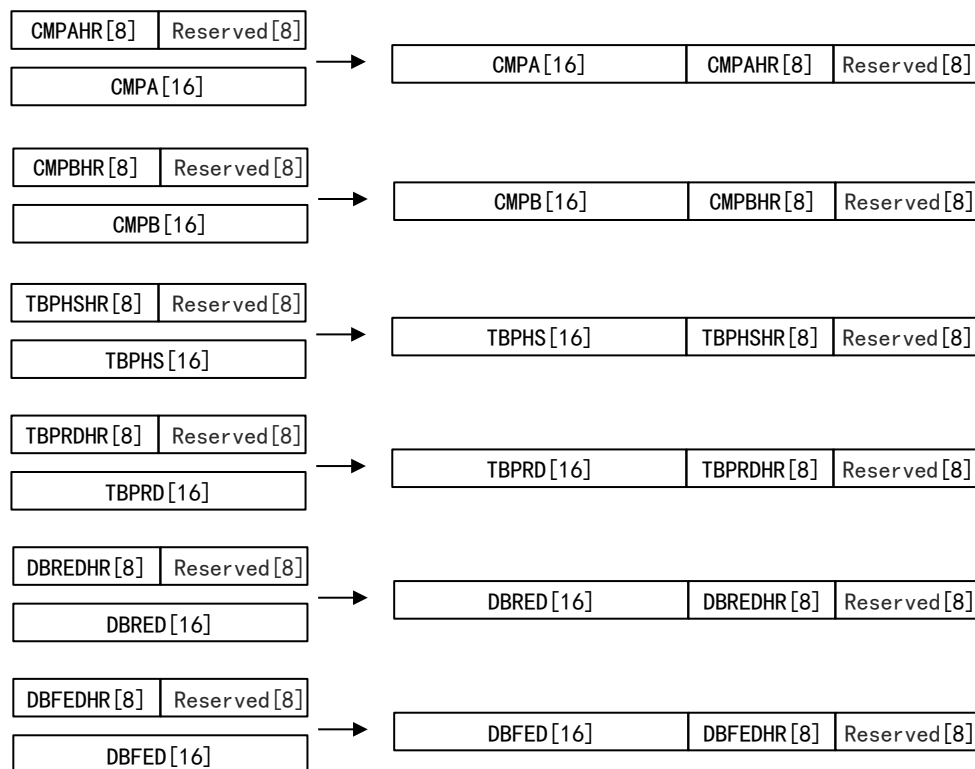 CMPAHR[8] Reserved[8]
CMPA[16]
CMPA[16] CMPAHR[8] Reserved[8]
CMPBHR[8] Reserved[8]
CMPB[16]
CMPB[16] CMPBHR[8] Reserved[8]
TBPHSHR[8] Reserved[8]
TBPHS[16]
TBPHS[16] TBPHSHR[8] Reserved[8]
TBPRDHR[8] Reserved[8]
TBPRD[16]
TBPRD[16] TBPRDHR[8] Reserved[8]
DBREDHR[8] Reserved[8]
DBRED[16]
DBRED[16] DBREDHR[8] Reserved[8]
DBFEDHR[8] Reserved[8]
DBFED[16]
DBFED[16] DBFEDHR[8] Reserved[8]